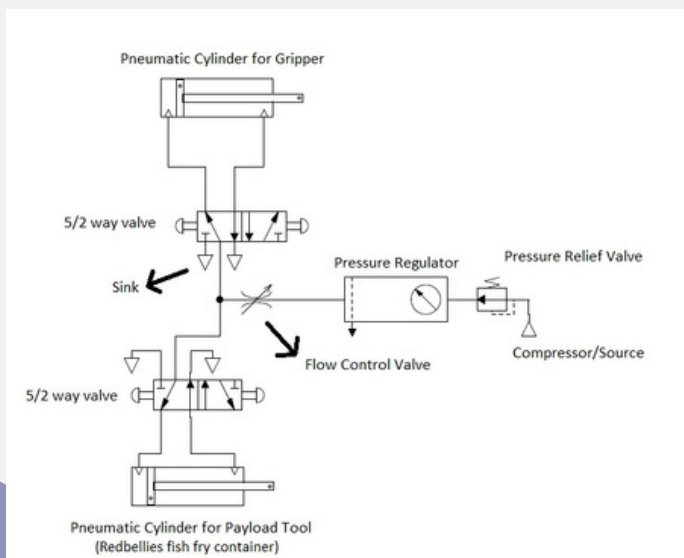 Pneumatic Cylinder for Gripper
5/2 way valve
Sink
Pressure Regulator
Pressure Relief Valve
Flow Control Valve
Compressor/Source
5/2 way valve
Pneumatic Cylinder for Payload Tool
(Redbellies fish fry container)